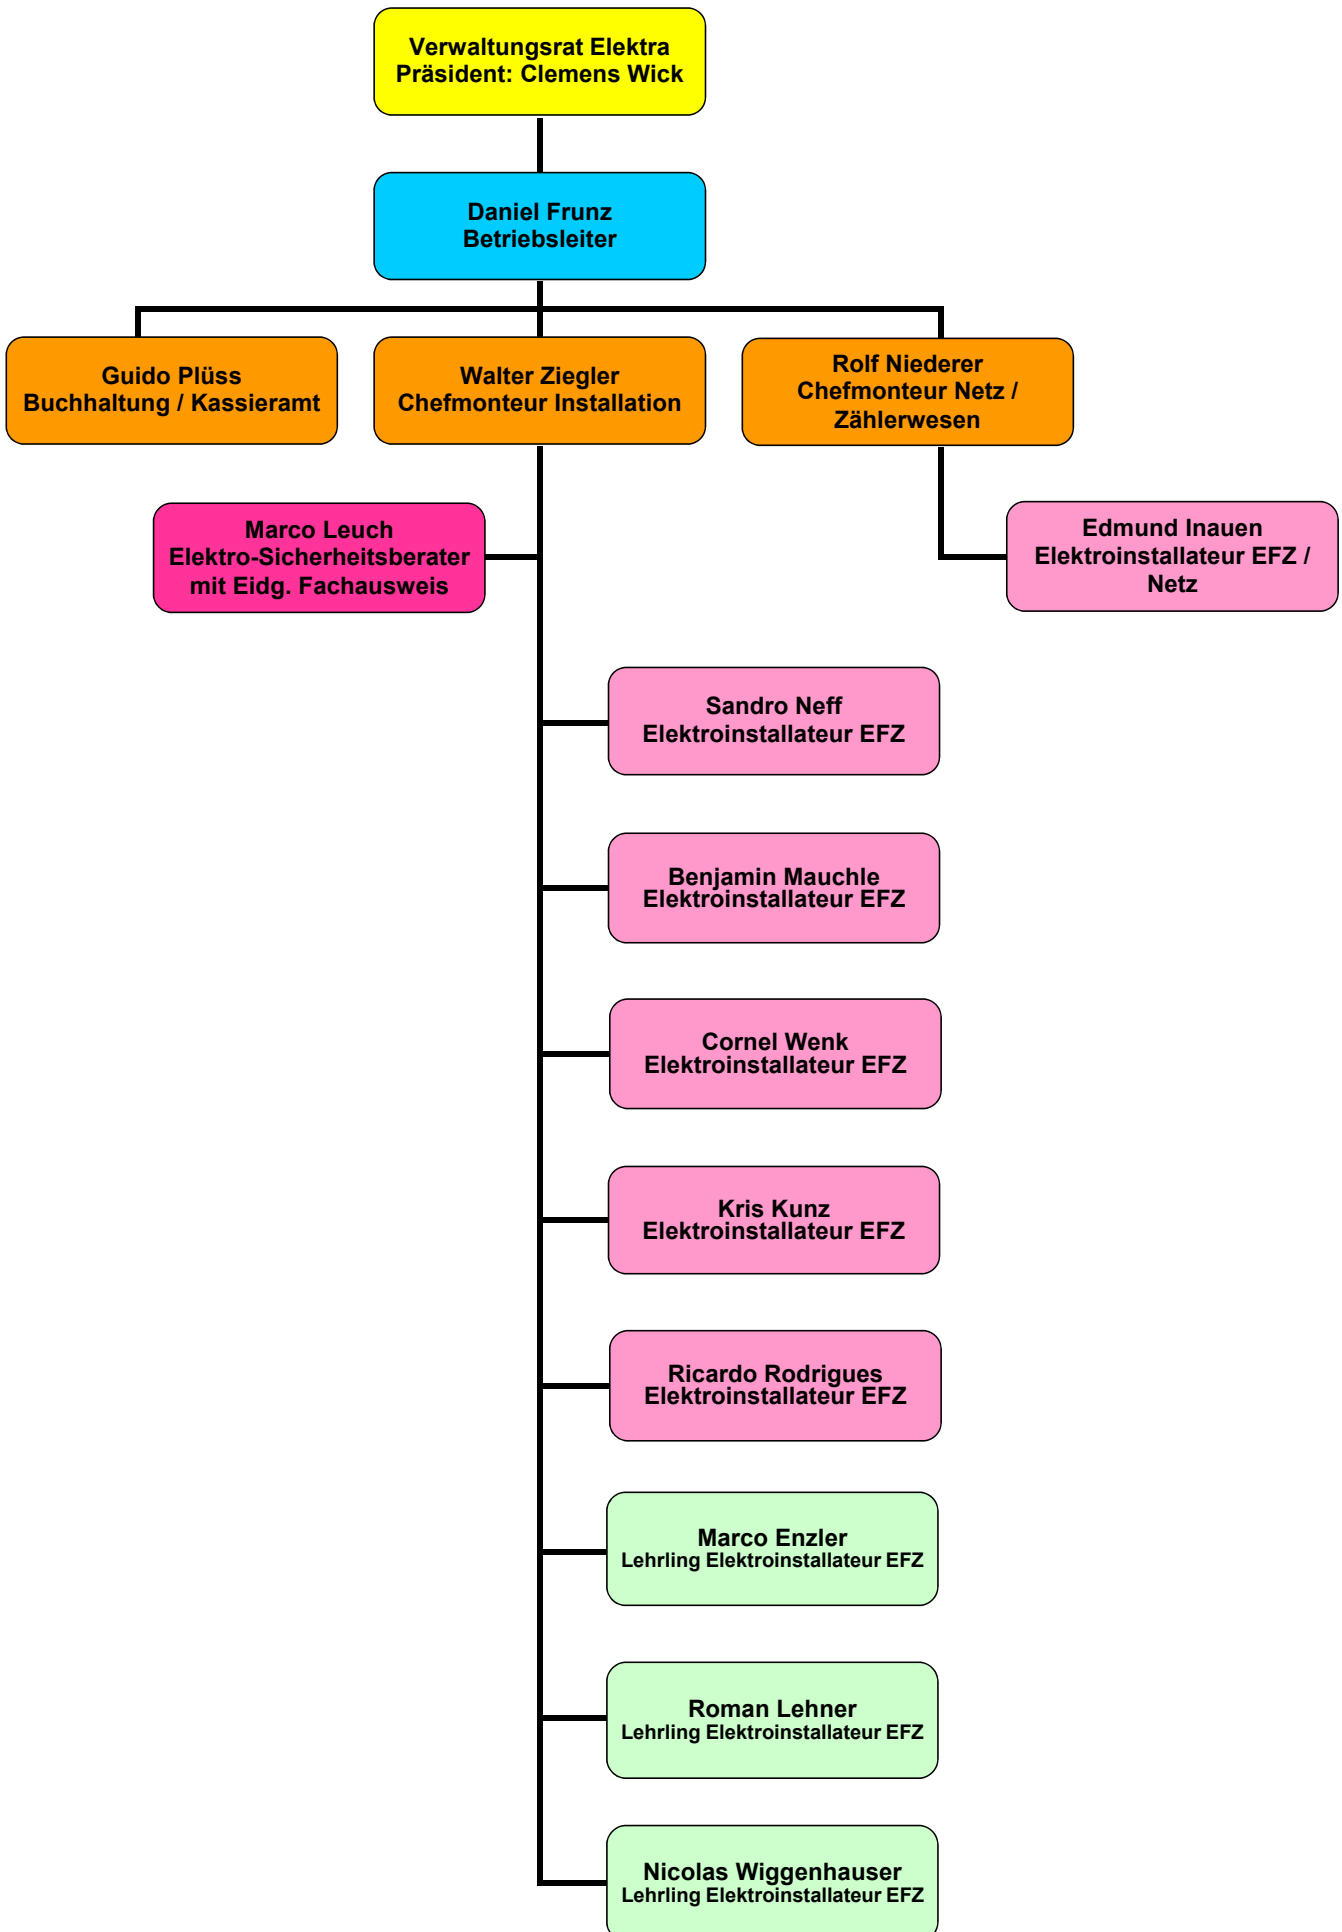 Verwaltungsrat Elektra
Präsident: Clemens Wick
Daniel Frunz
Betriebsleiter
Guido Plüss
Buchhaltung / Kassieramt
Walter Ziegler
Chefmonteur Installation
Rolf Niederer
Chefmonteur Netz /
Zählerwesen
Marco Leuch
Elektro-Sicherheitsberater
mit Eidg. Fachausweis
Edmund Inauen
Elektroinstallateur EFZ /
Netz
Sandro Neff
Elektroinstallateur EFZ
Benjamin Mauchle
Elektroinstallateur EFZ
Cornel Wenk
Elektroinstallateur EFZ
Kris Kunz
Elektroinstallateur EFZ
Ricardo Rodrigues
Elektroinstallateur EFZ
Marco Enzler
Lehrling Elektroinstallateur EFZ
Roman Lehner
Lehrling Elektroinstallateur EFZ
Nicolas Wiggenhauser
Lehrling Elektroinstallateur EFZ